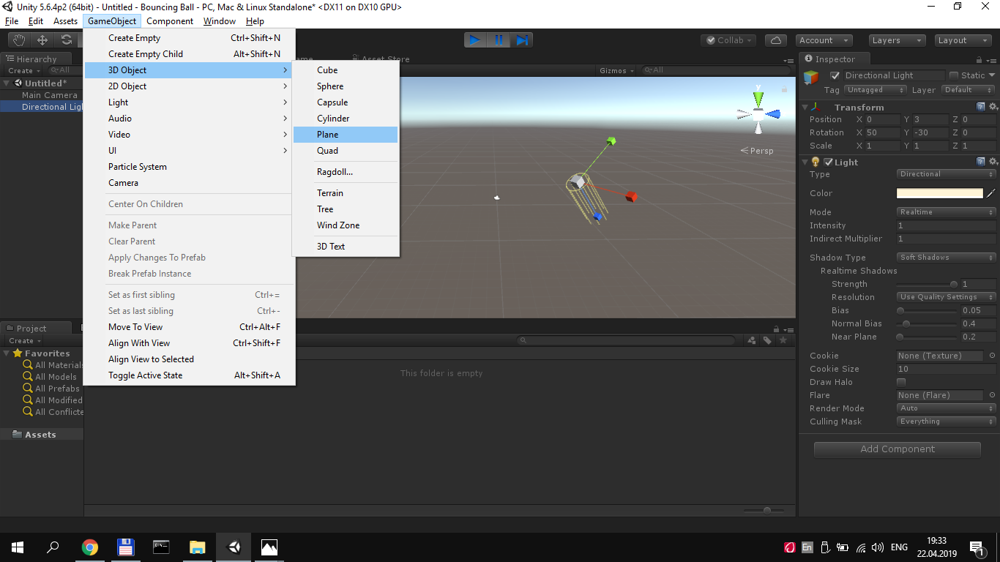 Unity 5.6.4p2 (64bit) - Untitled - Bouncing Ball - PC, Mac & Linux Standalone* <DX11 on DX10 GPU>
File Edit Assets GameObject Component Window Help
Collab Account Layers Layout
Hierarchy
Create All
Untitled*
Main Camera
Directional Ligh
Create Empty Ctrl+Shift+N
Create Empty Child Alt+Shift+N
3D Object
2D Object
Light
Audio
Video
UI
Particle System
Camera
Center On Children
Make Parent
Clear Parent
Apply Changes To Prefab
Break Prefab Instance
Set as first sibling Ctrl+=
Set as last sibling Ctrl+-
Move To View Ctrl+Alt+F
Align With View Ctrl+Shift+F
Align View to Selected
Toggle Active State Alt+Shift+A
Cube
Sphere
Capsule
Cylinder
Plane
Quad
Ragdoll...
Terrain
Tree
Wind Zone
3D Text
ame Asset Store
Gizmos All
y
Persp
Inspector
Directional Light Static
Tag Untagged Layer Default
Transform
Position X 0 Y 3 Z 0
Rotation X 50 Y -30 Z 0
Scale X 1 Y 1 Z 1
Light
Type Directional
Color
Mode Realtime
Intensity 1
Indirect Multiplier 1
Shadow Type Soft Shadows
Realtime Shadows
Strength 1
Resolution Use Quality Settings
Bias 0.05
Normal Bias 0.4
Near Plane 0.2
Cookie None (Texture)
Cookie Size 10
Draw Halo
Flare None (Flare)
Render Mode Auto
Culling Mask Everything
Add Component
Project
Create
Favorites
All Materials
All Models
All Prefabs
All Modified
All Conflicte
Assets
This folder is empty
En ENG 19:33
22.04.2019
1